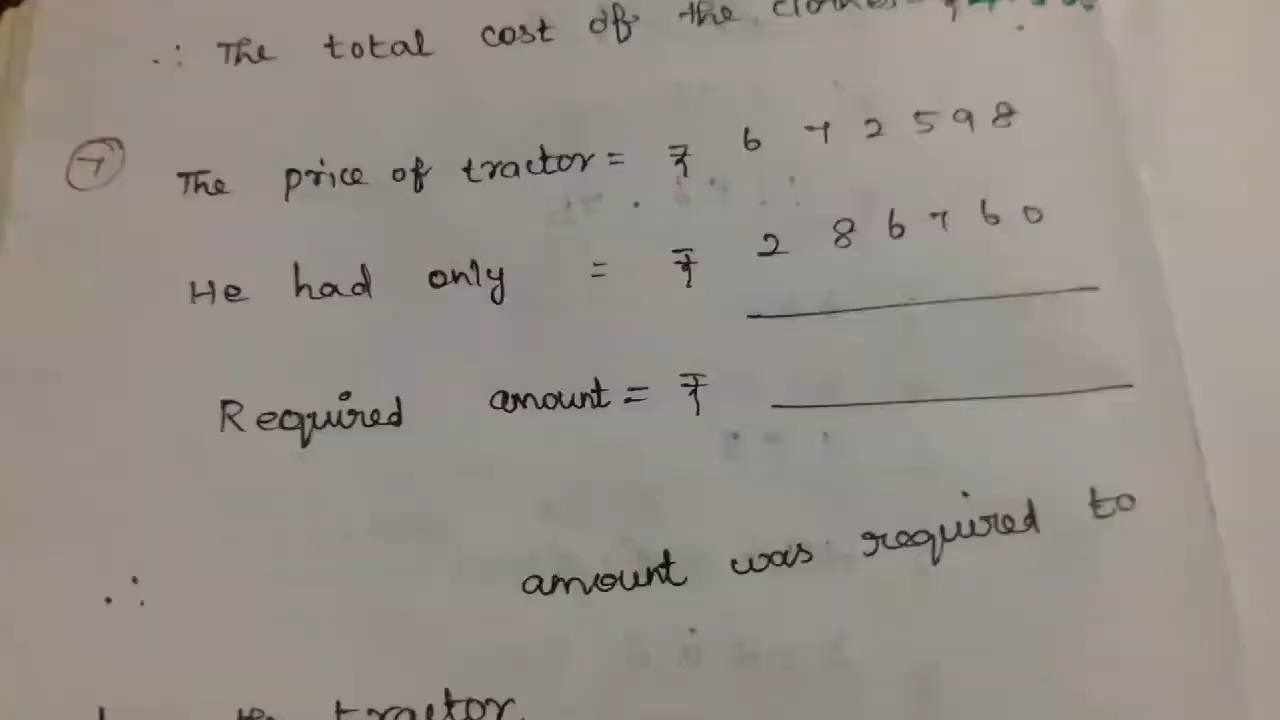 ∴ The total cost of the
7 The price of tractor = ₹ 6 7 2 5 9 8
He had only = ₹ 2 8 6 7 6 0
Required amount = ₹
∴ amount was required to
tractor.